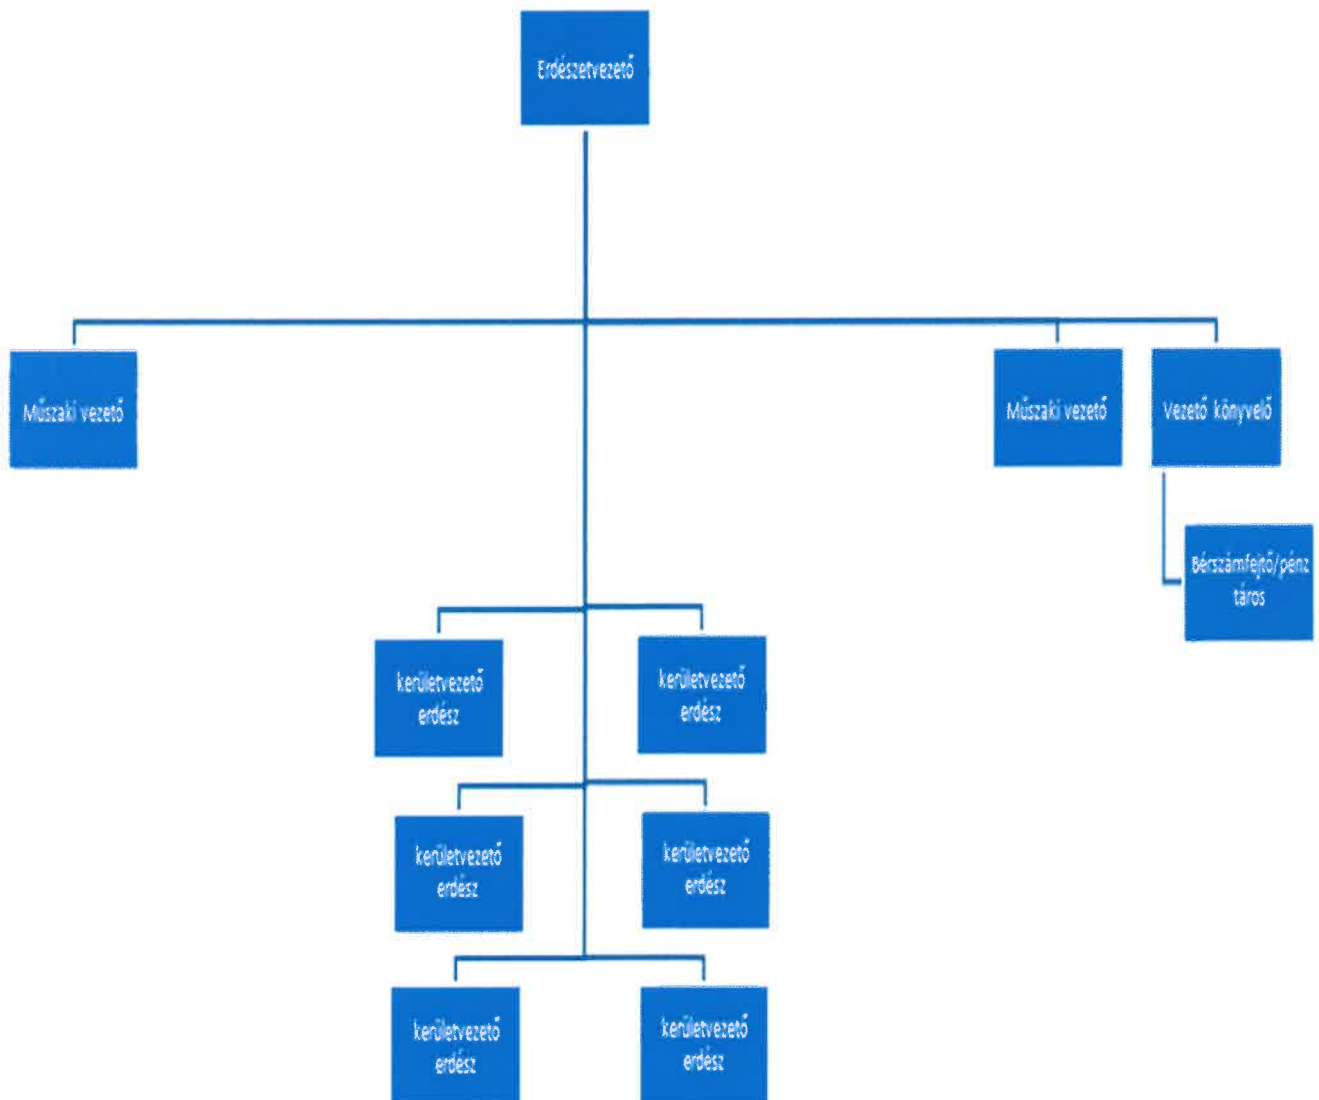 Erdészetvezető
Műszaki vezető
Műszaki vezető
Vezető könyvelő
Bérszámfejtő/pénz
táros
kerületvezető
erdész
kerületvezető
erdész
kerületvezető
erdész
kerületvezető
erdész
kerületvezető
erdész
kerületvezető
erdész